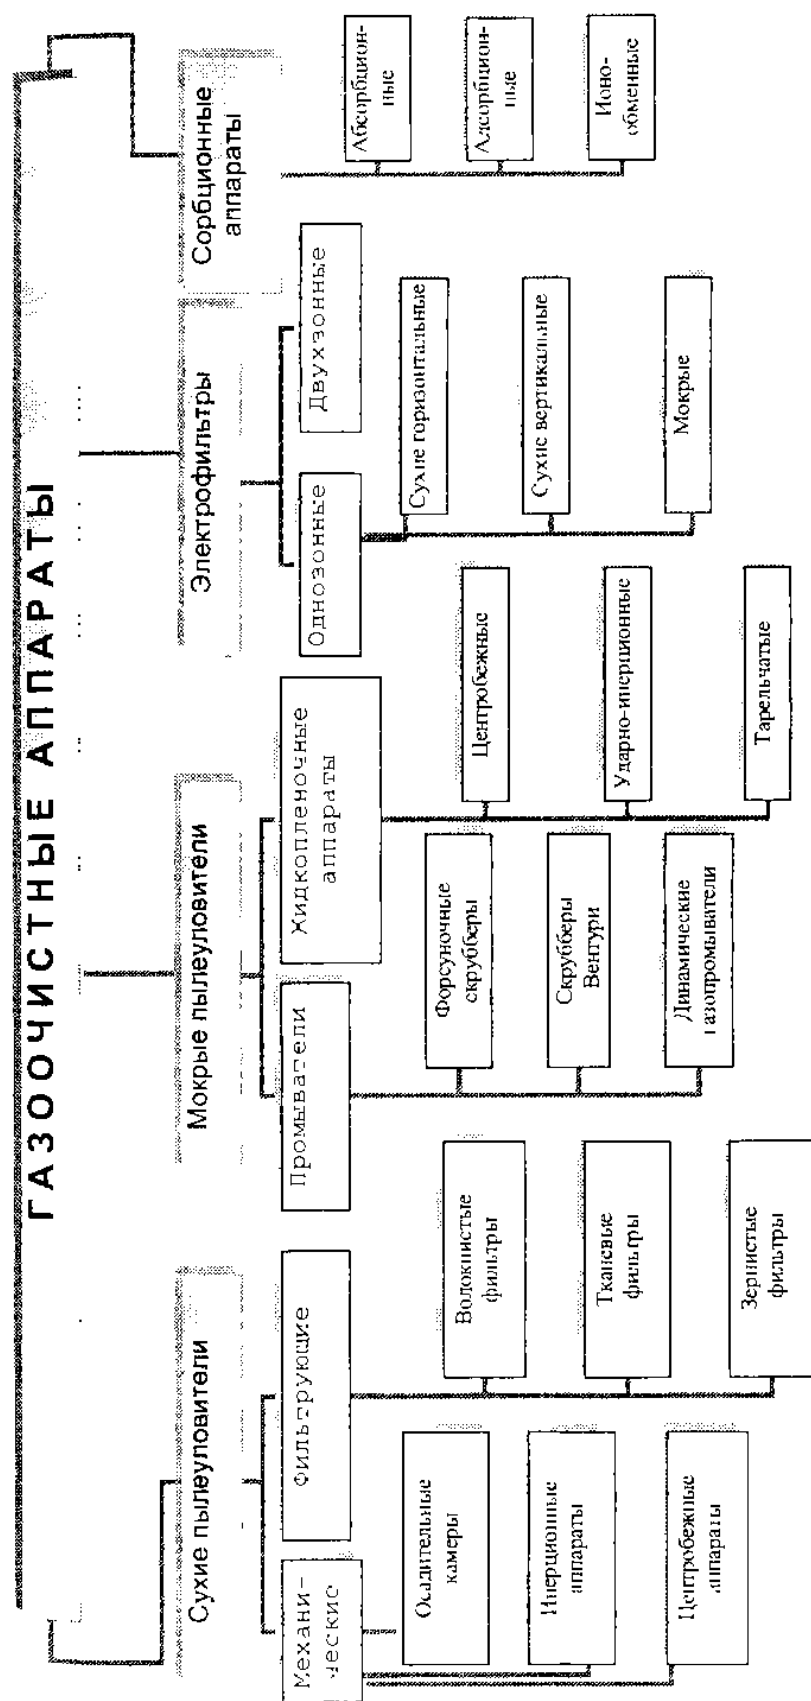 ГАЗООЧИСТНЫЕ АППАРАТЫ
Сухие пылеуловители
Механи-
ческие
Осадительные
камеры
Инерционные
аппараты
Центробежные
аппараты
Фильтрующие
Волокнистые
фильтры
Тканевые
фильтры
Зернистые
фильтры
Мокрые пылеуловители
Промыватели
Форсуночные
скрубберы
Скрубберы
Вентури
Динамические
газопромыватели
Жидкопленочные
аппараты
Центробежные
Ударно-инерционные
Тарельчатые
Электрофильтры
Однозонные
Сухие горизонтальные
Сухие вертикальные
Мокрые
Двухзонные
Сорбционные
аппараты
Абсорбцион-
ные
Адсорбцион-
ные
Ионо-
обменные